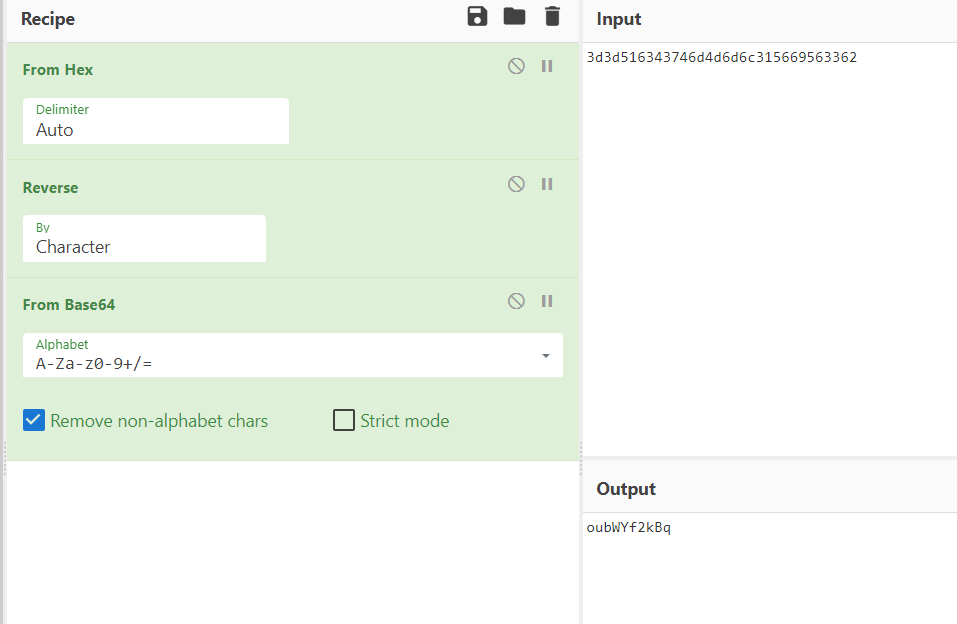 Recipe
From Hex
Delimiter
Auto
Reverse
By
Character
From Base64
Alphabet
A-Za-z0-9+/=
Remove non-alphabet chars
Strict mode
Input
3d3d516343746d4d6d6c315669563362
Output
oubWYf2kBq